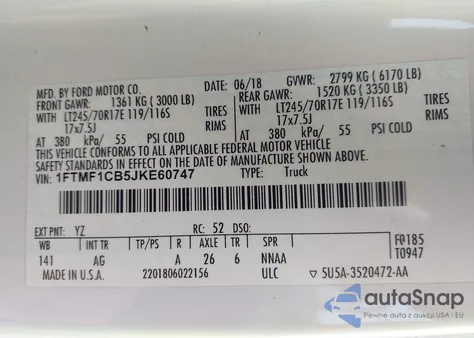 MFD. BY FORD MOTOR CO. DATE: 06/18 GVWR: 2799 KG ( 6170 LB)
FRONT GAWR: 1361 KG ( 3000 LB) REAR GAWR: 1520 KG ( 3350 LB)
WITH LT245/70R17E 119/116S TIRES WITH LT245/70R17E 119/116S TIRES
17x7.5J 17x7.5J
AT 380 kPa/ 55 PSI COLD AT 380 kPa/ 55 PSI COLD
THIS VEHICLE CONFORMS TO ALL APPLICABLE FEDERAL MOTOR VEHICLE
SAFETY STANDARDS IN EFFECT ON THE DATE OF MANUFACTURE SHOWN ABOVE.
VIN: 1FTMF1CB5JKE60747 TYPE: Truck
EXT PNT: YZ RC: 52 DSO:
WB INT TR TP/PS R AXLE TR SPR F0185
141 AG A 26 6 NNAA T0947
MADE IN U.S.A. 2201806022156 ULC ▽ 5U5A-3520472-AA
autoSnap
Pewne auta z USA i EU